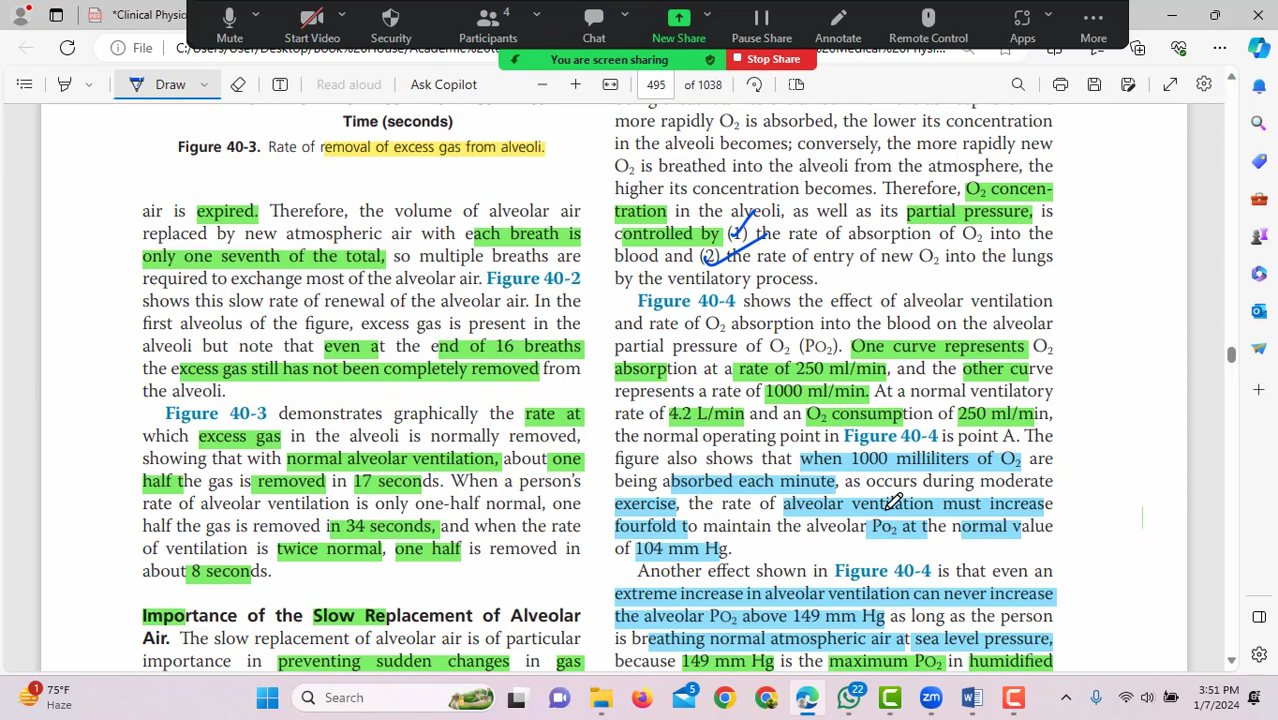 Mute
Start Video
Security
Participants
4
Chat
New Share
Pause Share
Annotate
Remote Control
Apps
More
*Clinical Physi
You are screen sharing
Stop Share
File
Draw
Read aloud
Ask Copilot
495
of 1038
Time (seconds)
Figure 40-3. Rate of removal of excess gas from alveoli.
air is expired. Therefore, the volume of alveolar air
replaced by new atmospheric air with each breath is
only one seventh of the total, so multiple breaths are
required to exchange most of the alveolar air. Figure 40-2
shows this slow rate of renewal of the alveolar air. In the
first alveolus of the figure, excess gas is present in the
alveoli but note that even at the end of 16 breaths
the excess gas still has not been completely removed from
the alveoli.
Figure 40-3 demonstrates graphically the rate at
which excess gas in the alveoli is normally removed,
showing that with normal alveolar ventilation, about one
half the gas is removed in 17 seconds. When a person's
rate of alveolar ventilation is only one-half normal, one
half the gas is removed in 34 seconds, and when the rate
of ventilation is twice normal, one half is removed in
about 8 seconds.
Importance of the Slow Replacement of Alveolar
Air. The slow replacement of alveolar air is of particular
importance in preventing sudden changes in gas
more rapidly O₂ is absorbed, the lower its concentration
in the alveoli becomes; conversely, the more rapidly new
O₂ is breathed into the alveoli from the atmosphere, the
higher its concentration becomes. Therefore, O₂ concen-
tration in the alveoli, as well as its partial pressure, is
controlled by (1) the rate of absorption of O₂ into the
blood and (2) the rate of entry of new O₂ into the lungs
by the ventilatory process.
Figure 40-4 shows the effect of alveolar ventilation
and rate of O₂ absorption into the blood on the alveolar
partial pressure of O₂ (PO₂). One curve represents O₂
absorption at a rate of 250 ml/min, and the other curve
represents a rate of 1000 ml/min. At a normal ventilatory
rate of 4.2 L/min and an O₂ consumption of 250 ml/min,
the normal operating point in Figure 40-4 is point A. The
figure also shows that when 1000 milliliters of O₂ are
being absorbed each minute, as occurs during moderate
exercise, the rate of alveolar ventilation must increase
fourfold to maintain the alveolar Po₂ at the normal value
of 104 mm Hg.
Another effect shown in Figure 40-4 is that even an
extreme increase in alveolar ventilation can never increase
the alveolar PO₂ above 149 mm Hg as long as the person
is breathing normal atmospheric air at sea level pressure,
because 149 mm Hg is the maximum PO₂ in humidified
1
75°F
Haze
Search
5
22
zm
3:51 PM
1/7/2024